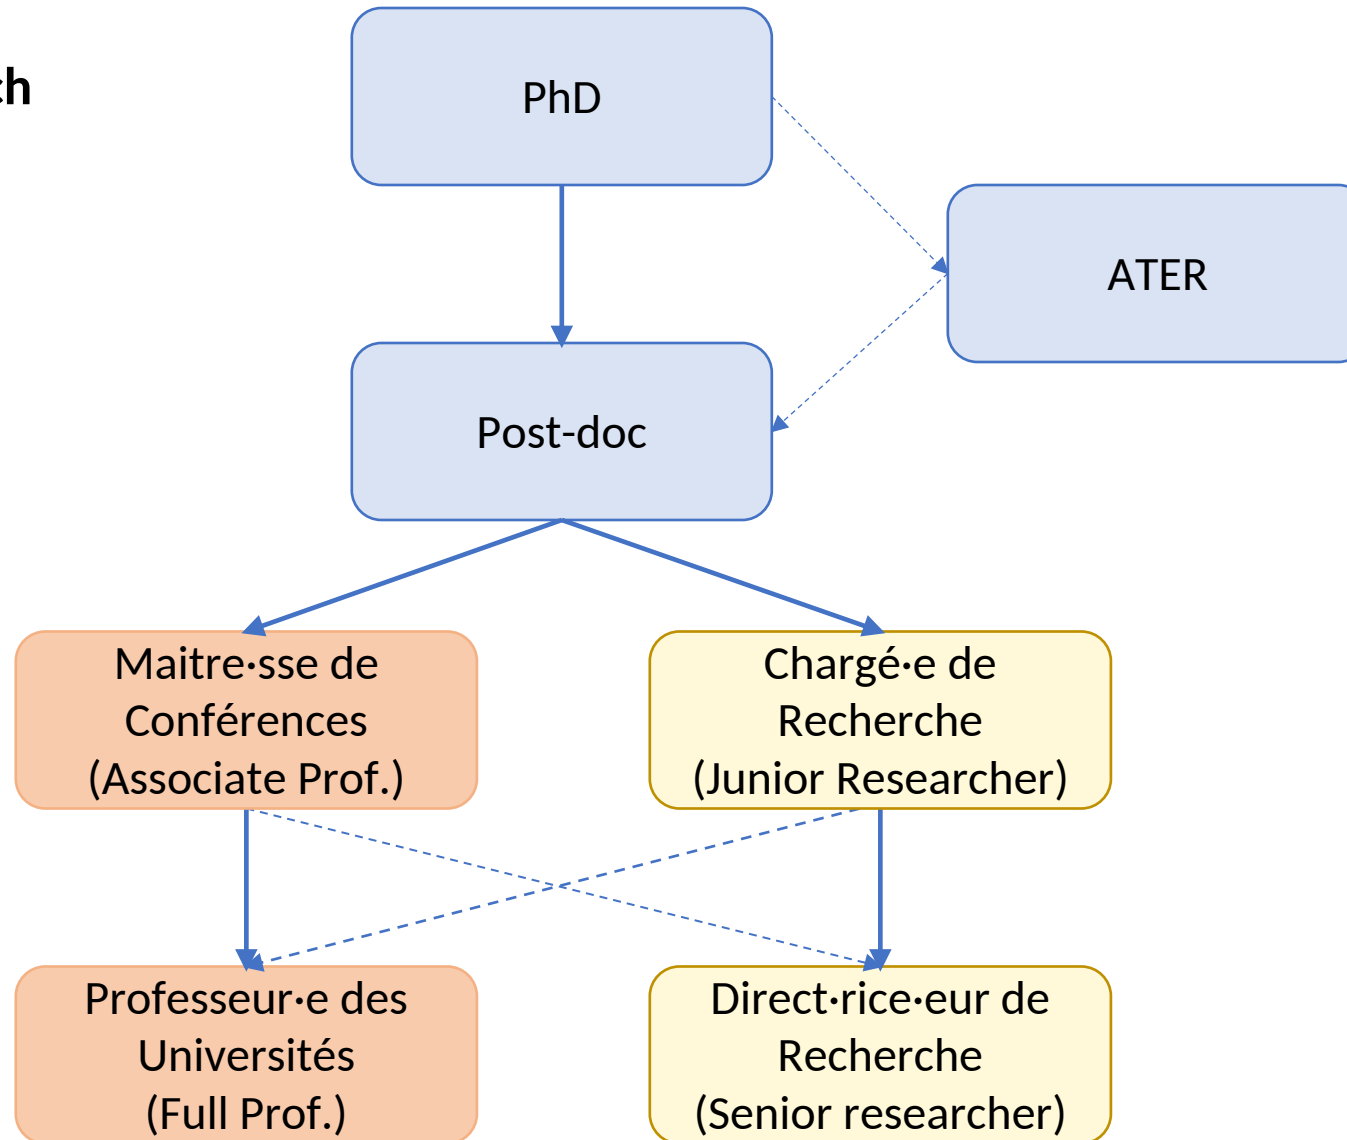 PhD
ATER
Post-doc
Maitre·sse de
Conférences
(Associate Prof.)
Chargé·e de
Recherche
(Junior Researcher)
Professeur·e des
Universités
(Full Prof.)
Direct·rice·eur de
Recherche
(Senior researcher)